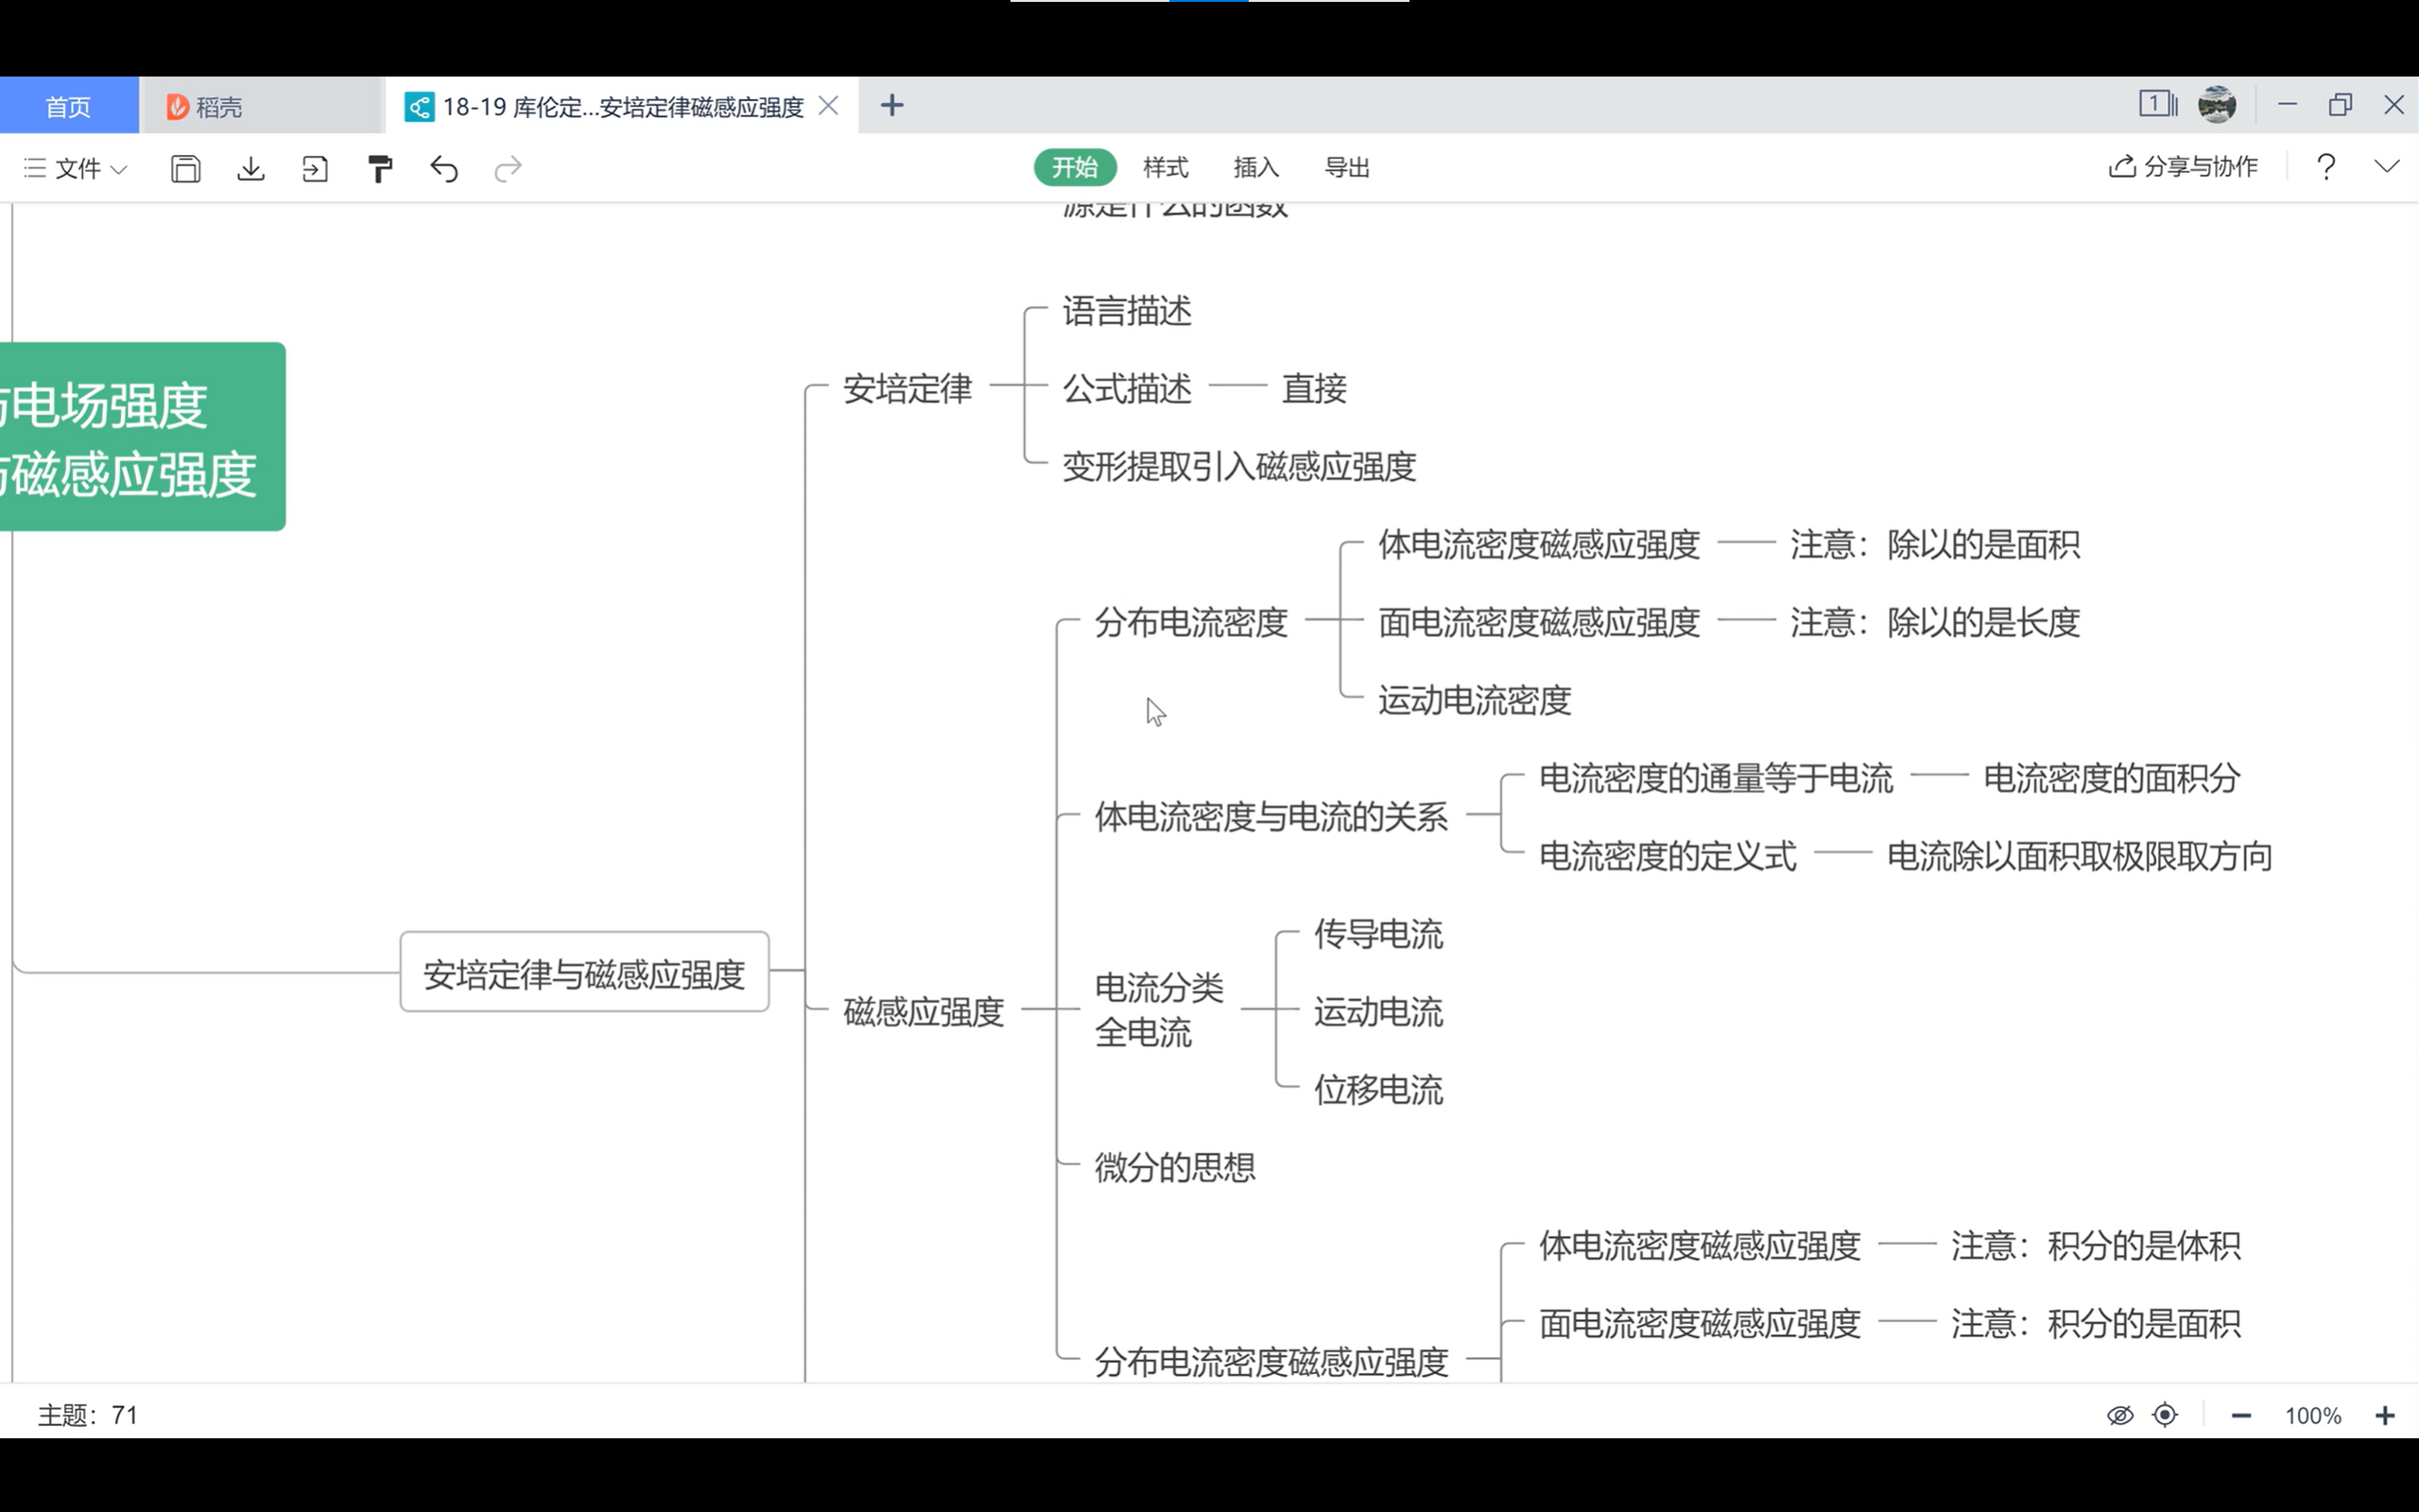 首页
稻壳
18-19 库伦定...安培定律磁感应强度
1
文件
开始
样式
插入
导出
分享与协作
源是什么的函数
语言描述
安培定律
公式描述
直接
变形提取引入磁感应强度
电场强度
磁感应强度
体电流密度磁感应强度
注意：除以的是面积
分布电流密度
面电流密度磁感应强度
注意：除以的是长度
运动电流密度
电流密度的通量等于电流
电流密度的面积分
体电流密度与电流的关系
电流密度的定义式
电流除以面积取极限取方向
安培定律与磁感应强度
磁感应强度
电流分类
全电流
传导电流
运动电流
位移电流
微分的思想
体电流密度磁感应强度
注意：积分的是体积
面电流密度磁感应强度
注意：积分的是面积
分布电流密度磁感应强度
主题：71
100%